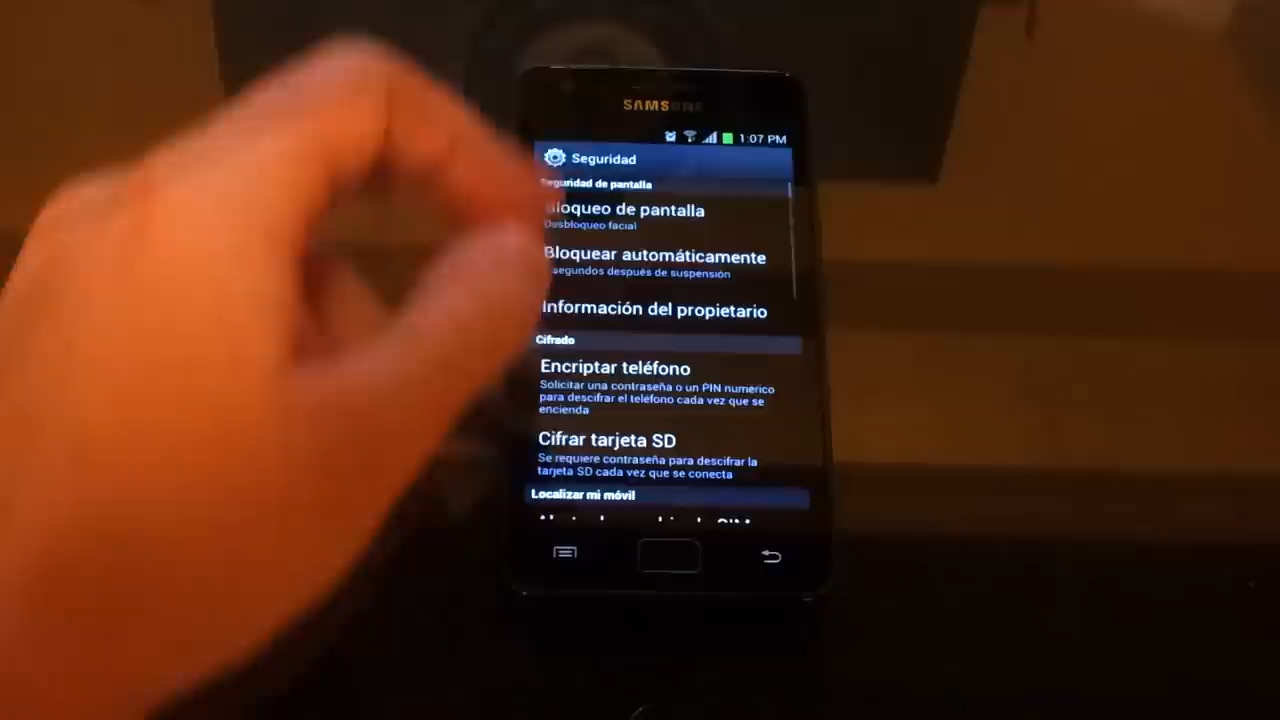 SAMSUNG
1:07 PM
Seguridad
Seguridad de pantalla
Bloqueo de pantalla
Desbloqueo facial
Bloquear automáticamente
segundos después de suspensión
Información del propietario
Cifrado
Encriptar teléfono
Solicitar una contraseña o un PIN numérico
para descifrar el teléfono cada vez que se
encienda
Cifrar tarjeta SD
Se requiere contraseña para descifrar la
tarjeta SD cada vez que se conecta
Localizar mi móvil